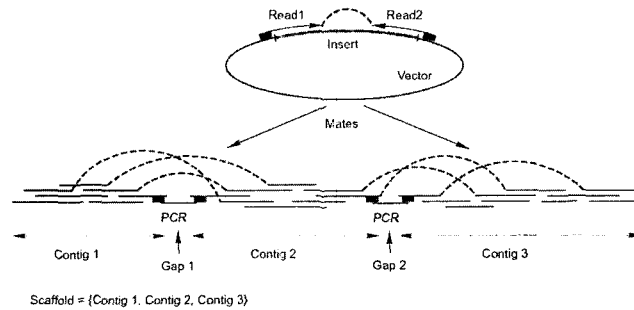 Read1 Read2
Insert
Vector
Mates
PCR PCR
Contig 1 Contig 2 Contig 3
Gap 1 Gap 2
Scaffold = {Contig 1, Contig 2, Contig 3}